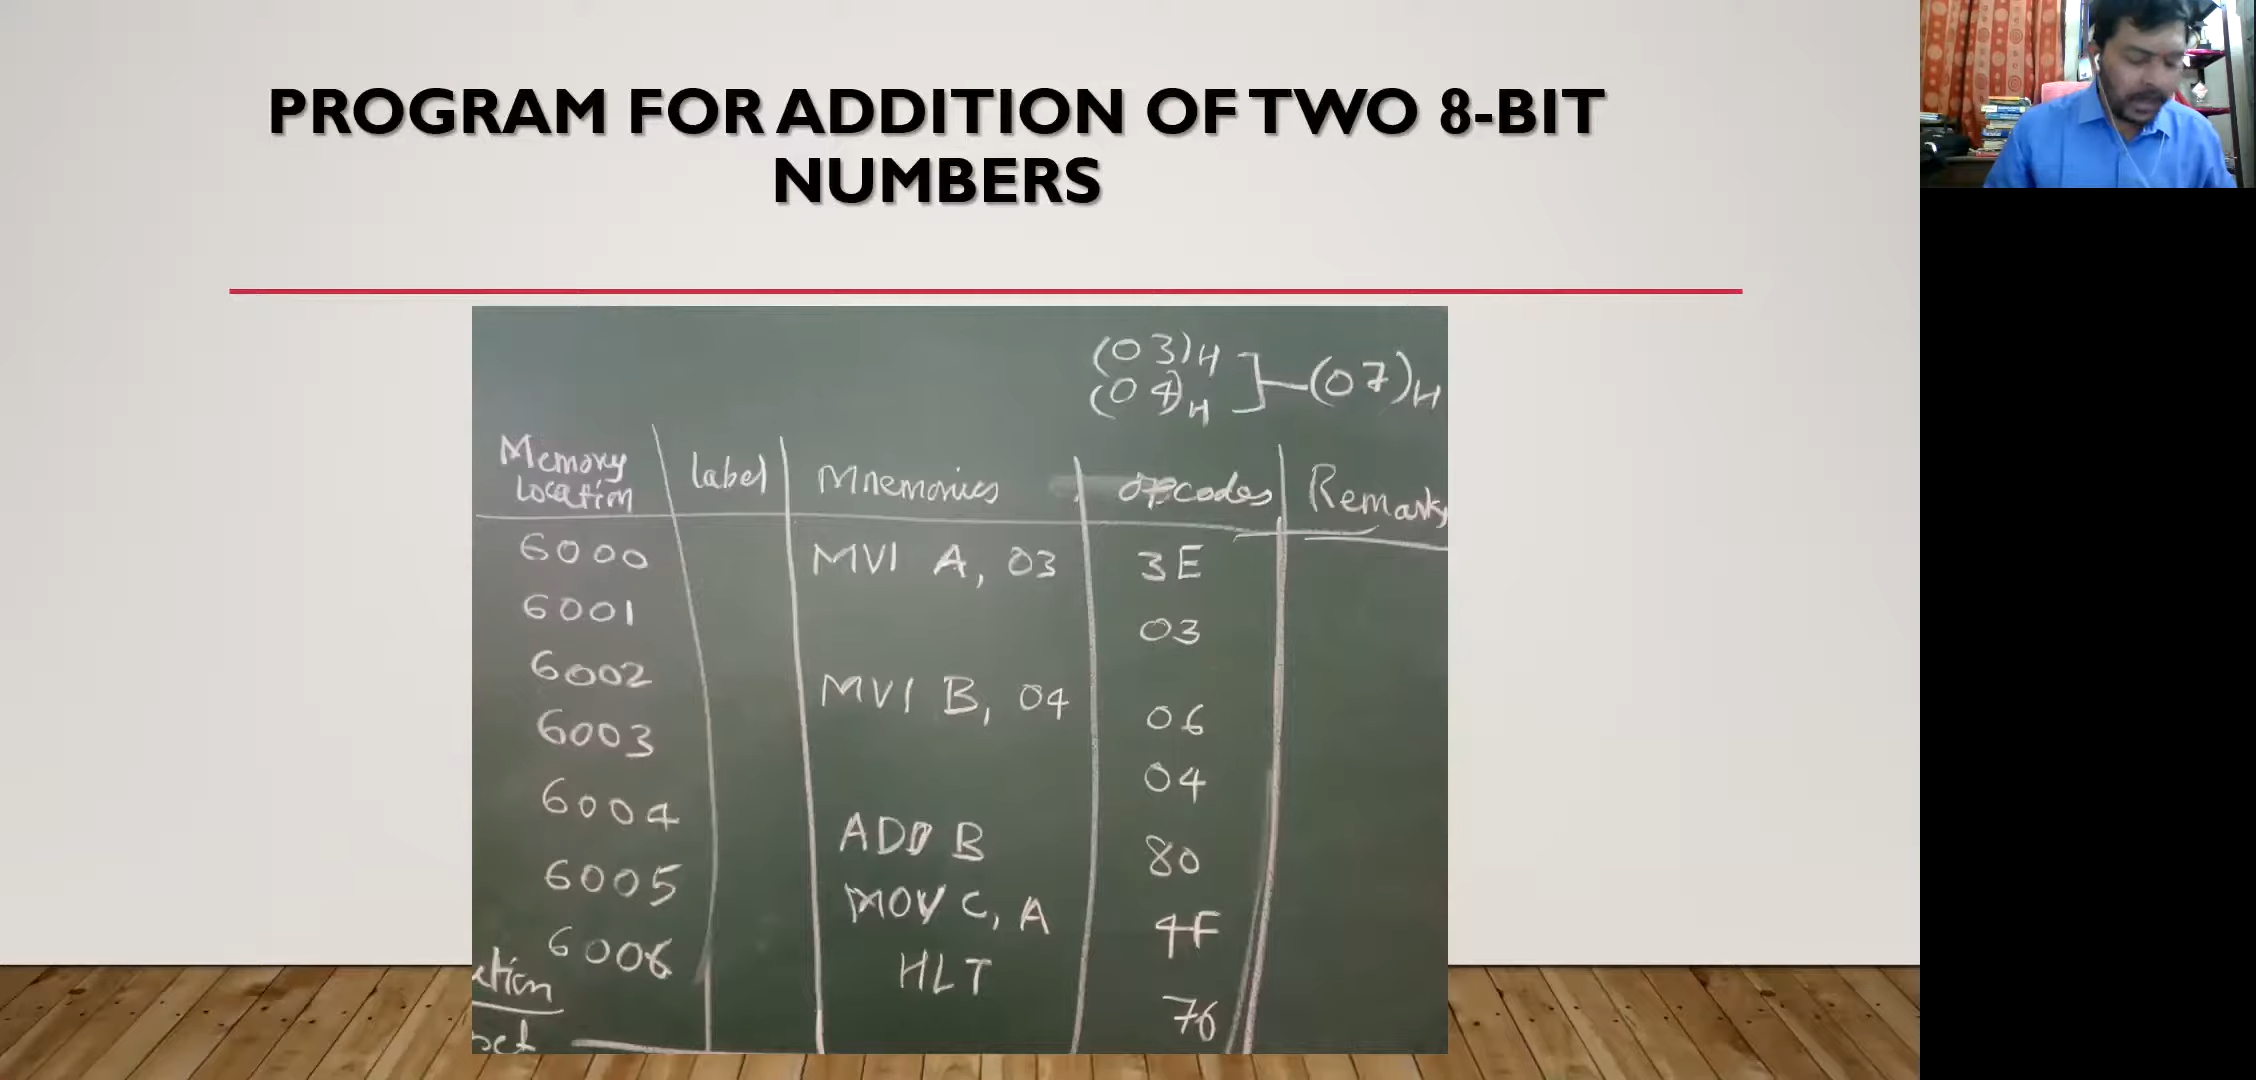 PROGRAM FOR ADDITION OF TWO 8-BIT
NUMBERS
(03)H
(04)H
(07)H
Memory Location label Mnemonics opcodes Remarks
6000 MVI A, 03 3E
6001 03
6002 MVI B, 04 06
6003 04
6004 ADD B 80
6005 MOV C, A 4F
6006 HLT 76